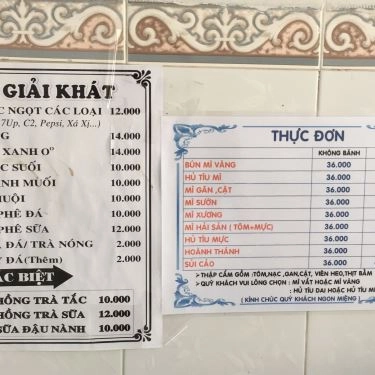 GIẢI KHÁT
C NGỌT CÁC LOẠI 12.000
7Up, C2, Pepsi, Xá Xị...)
G 14.000
XANH O° 14.000
C SUỐI 10.000
NH MUỐI 10.000
UỘI 10.000
PHÊ ĐÁ 10.000
PHÊ SỮA 12.000
ĐÁ/ TRÀ NÓNG 2.000
Y ĐÁ(Thêm) 2.000
ẶC BIỆT
HỒNG TRÀ TẮC 10.000
HỒNG TRÀ SỮA 12.000
SỮA ĐẬU NÀNH 10.000
THỰC ĐƠN
KHÔNG BÁNH
BÚN MÌ VÀNG 36.000
HỦ TÍU MÌ 36.000
MÌ GÂN ,CẬT 36.000
MÌ SƯỜN 36.000
MÌ XƯƠNG 36.000
MÌ HẢI SẢN ( TÔM+MỰC) 36.000
HỦ TÍU MỰC 36.000
HOÀNH THÁNH 36.000
SỦI CẢO 36.000
➤ THẬP CẨM GỒM :TÔM,NẠC ,GAN,CẬT, VIÊN HEO,THỊT BẰM
➤ QUÝ KHÁCH VUI LÒNG CHỌN : MÌ VẮT HOẶC MÌ VÀNG
: HỦ TÍU DAI HOẶC HỦ TÍU M
( KÍNH CHÚC QUÝ KHÁCH NGON MIỆNG )